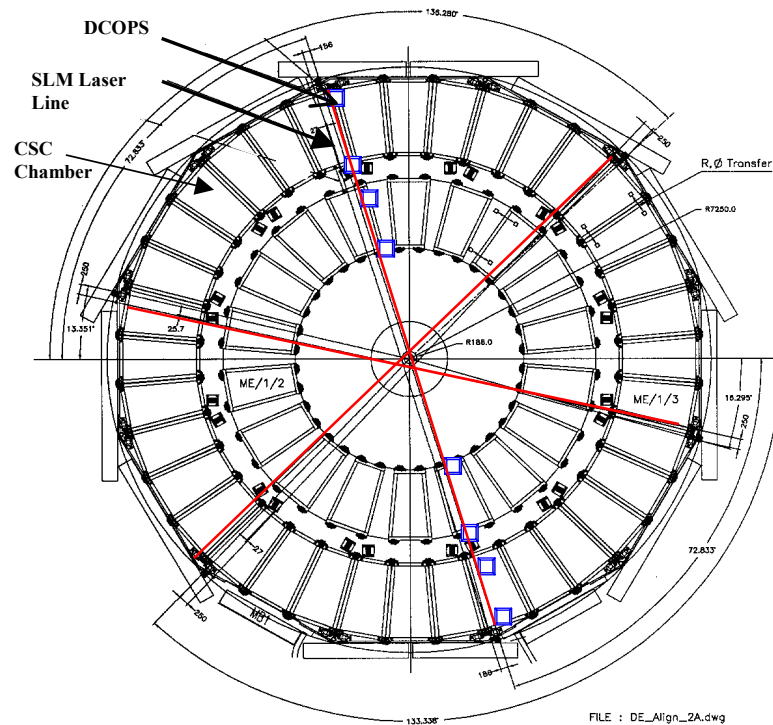 136.280°
DCOPS
156
SLM Laser
Line
250
72.833°
CSC
Chamber
R,Ø Transfer
R7250.0
250
13.351°
25.7
R188.0
ME/1/2
ME/1/3
16.295°
250
72.833°
27
250
MB1
188
133.338°
FILE : DE_Align_2A.dwg